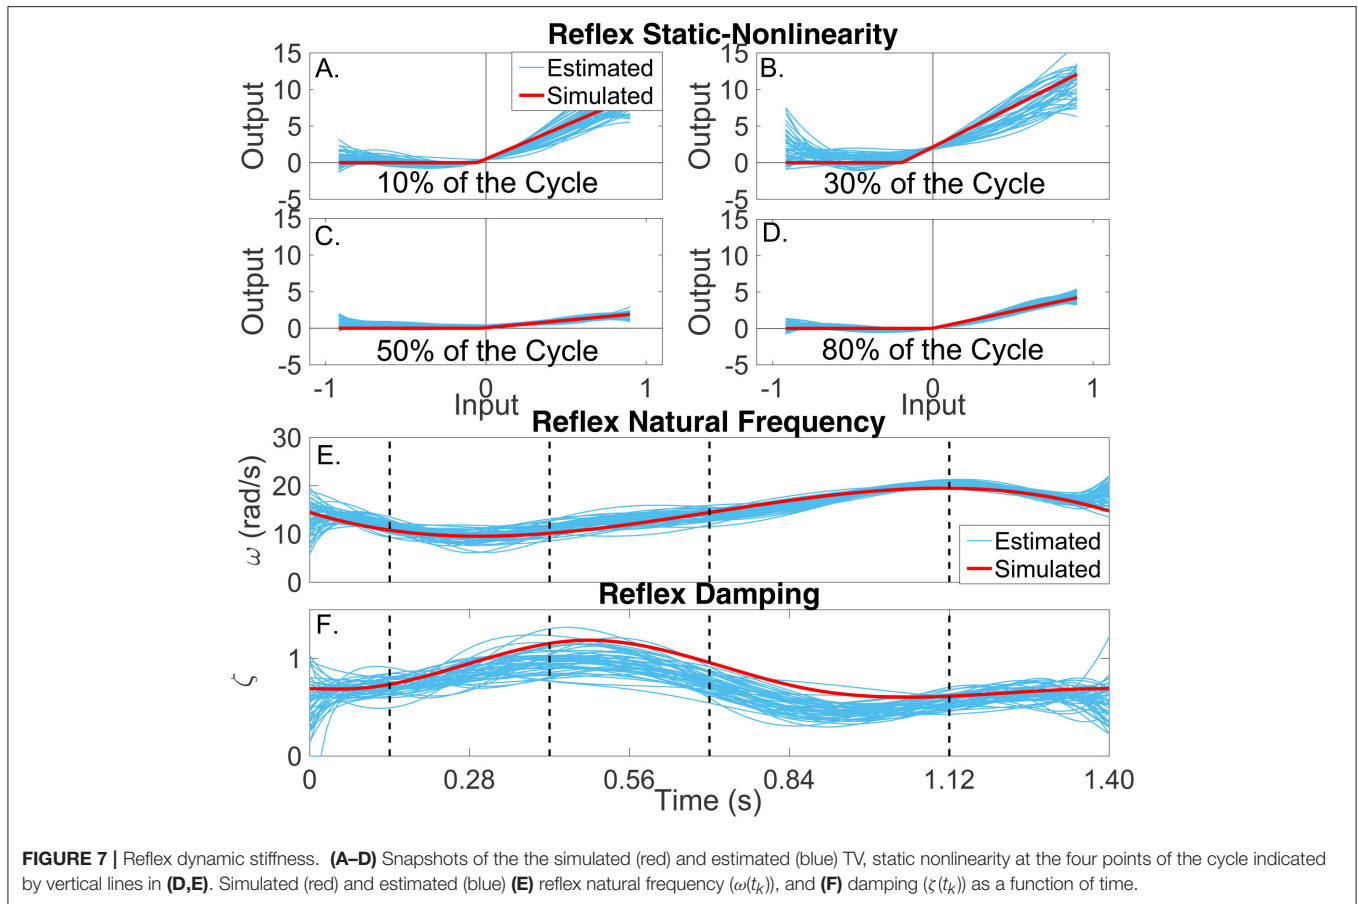 Reflex Static-Nonlinearity
15
10
5
0
-5
Output
A.
Estimated
Simulated
10% of the Cycle
15
10
5
0
-5
Output
B.
30% of the Cycle
15
10
5
0
-5
Output
C.
50% of the Cycle
-1
0
1
Input
15
10
5
0
-5
Output
D.
80% of the Cycle
-1
0
1
Input
Reflex Natural Frequency
30
20
10
0
ω (rad/s)
E.
Estimated
Simulated
Reflex Damping
1
0
ζ
F.
0
0.28
0.56
0.84
1.12
1.40
Time (s)
FIGURE 7 | Reflex dynamic stiffness. (A–D) Snapshots of the the simulated (red) and estimated (blue) TV, static nonlinearity at the four points of the cycle indicated
by vertical lines in (D,E). Simulated (red) and estimated (blue) (E) reflex natural frequency (ω(tk)), and (F) damping (ζ(tk)) as a function of time.